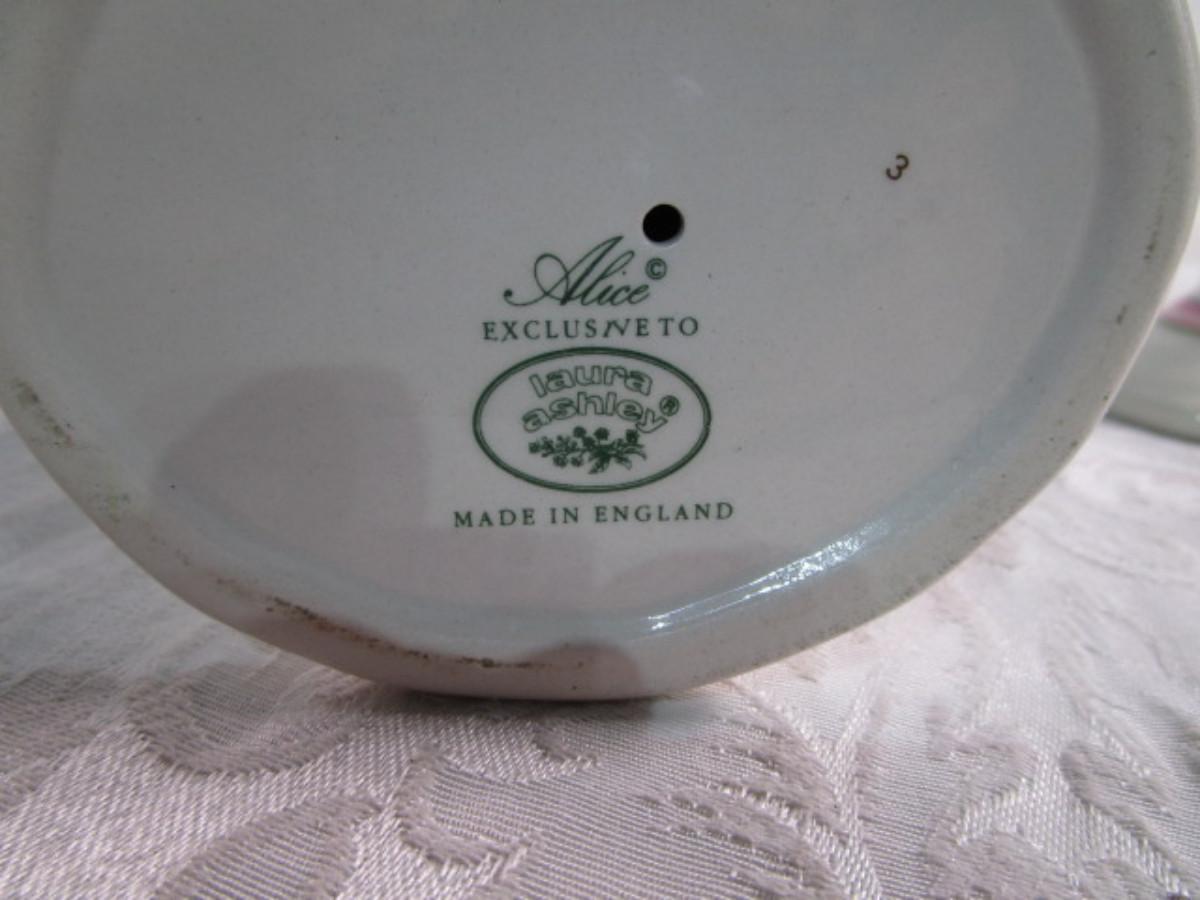 3
Alice©
EXCLUSIVE TO
laura
ashley®
MADE IN ENGLAND